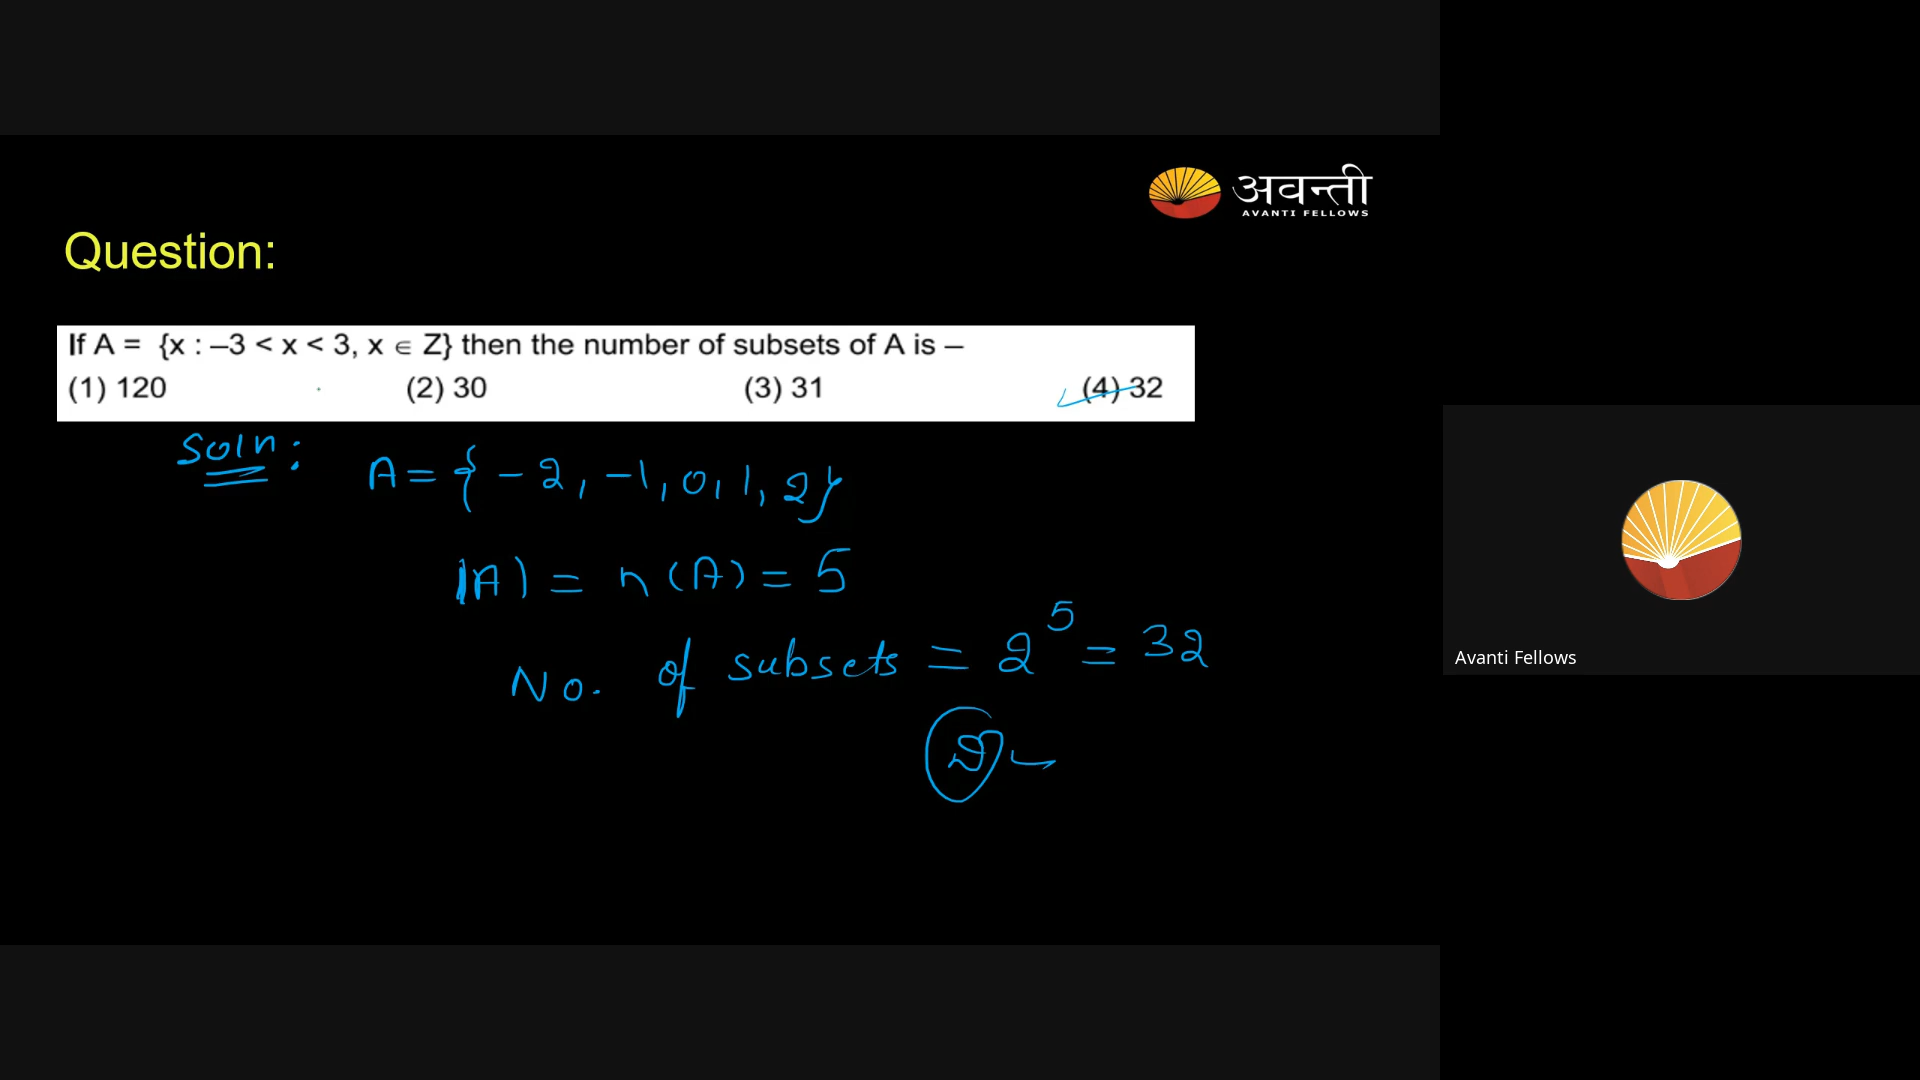 अवन्ती
AVANTI FELLOWS
Question:
If A = {x : –3 < x < 3, x ∈ Z} then the number of subsets of A is –
(1) 120 (2) 30 (3) 31 (4) 32
Soln:
A = { -2, -1, 0, 1, 2}
|A| = n(A) = 5
No. of subsets = 2^5 = 32
Avanti Fellows